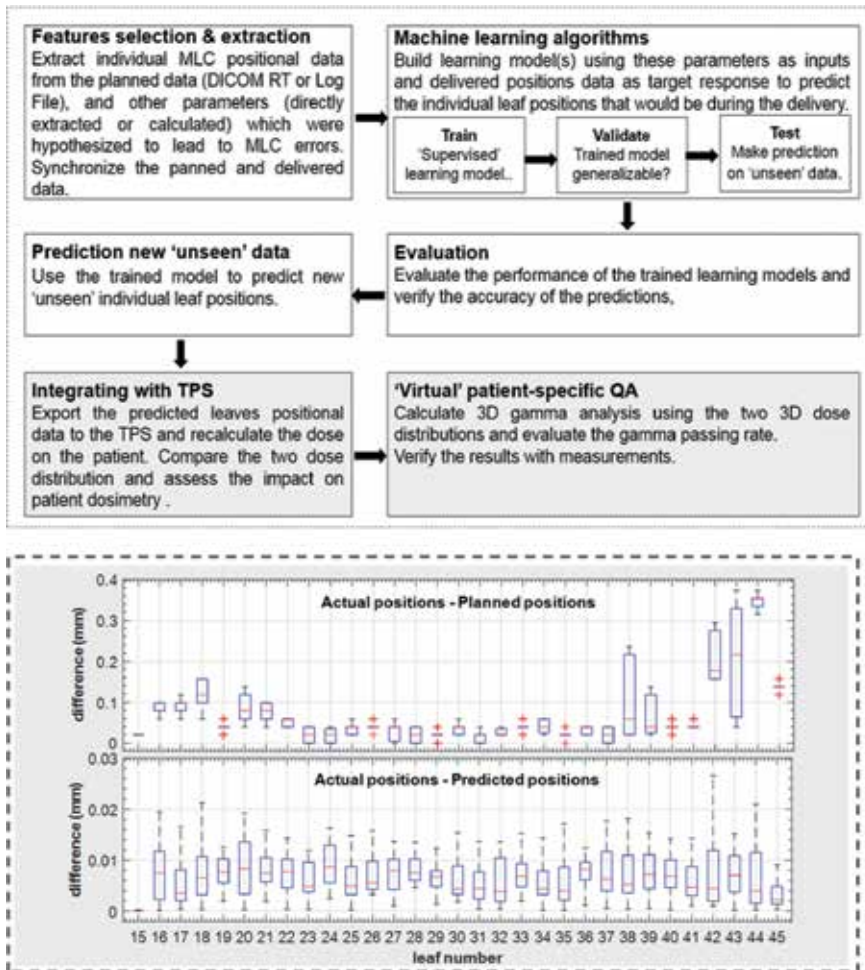 Features selection & extraction
Extract individual MLC positional data
from the planned data (DICOM RT or Log
File), and other parameters (directly
extracted or calculated) which were
hypothesized to lead to MLC errors.
Synchronize the panned and delivered
data.
Machine learning algorithms
Build learning model(s) using these parameters as inputs
and delivered positions data as target response to predict
the individual leaf positions that would be during the delivery.
Train
'Supervised'
learning model..
Validate
Trained model
generalizable?
Test
Make prediction
on 'unseen' data.
Prediction new 'unseen' data
Use the trained model to predict new
'unseen' individual leaf positions.
Evaluation
Evaluate the performance of the trained learning models and
verify the accuracy of the predictions,
Integrating with TPS
Export the predicted leaves positional
data to the TPS and recalculate the dose
on the patient. Compare the two dose
distribution and assess the impact on
patient dosimetry .
'Virtual' patient-specific QA
Calculate 3D gamma analysis using the two 3D dose
distributions and evaluate the gamma passing rate.
Verify the results with measurements.
Actual positions - Planned positions
difference (mm)
0.4
0.3
0.2
0.1
0
Actual positions - Predicted positions
difference (mm)
0.03
0.02
0.01
0
15 16 17 18 19 20 21 22 23 24 25 26 27 28 29 30 31 32 33 34 35 36 37 38 39 40 41 42 43 44 45
leaf number